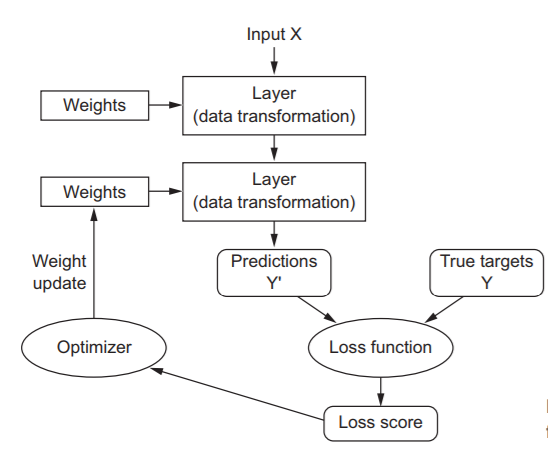 Input X
Weights
Layer
(data transformation)
Weights
Layer
(data transformation)
Weight
update
Predictions
Y'
True targets
Y
Optimizer
Loss function
Loss score